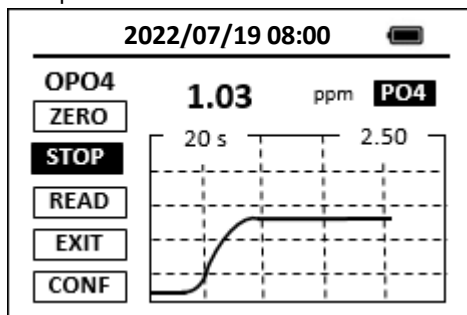 2022/07/19 08:00
OPO4
1.03 ppm PO4
ZERO
20 s 2.50
STOP
READ
EXIT
CONF